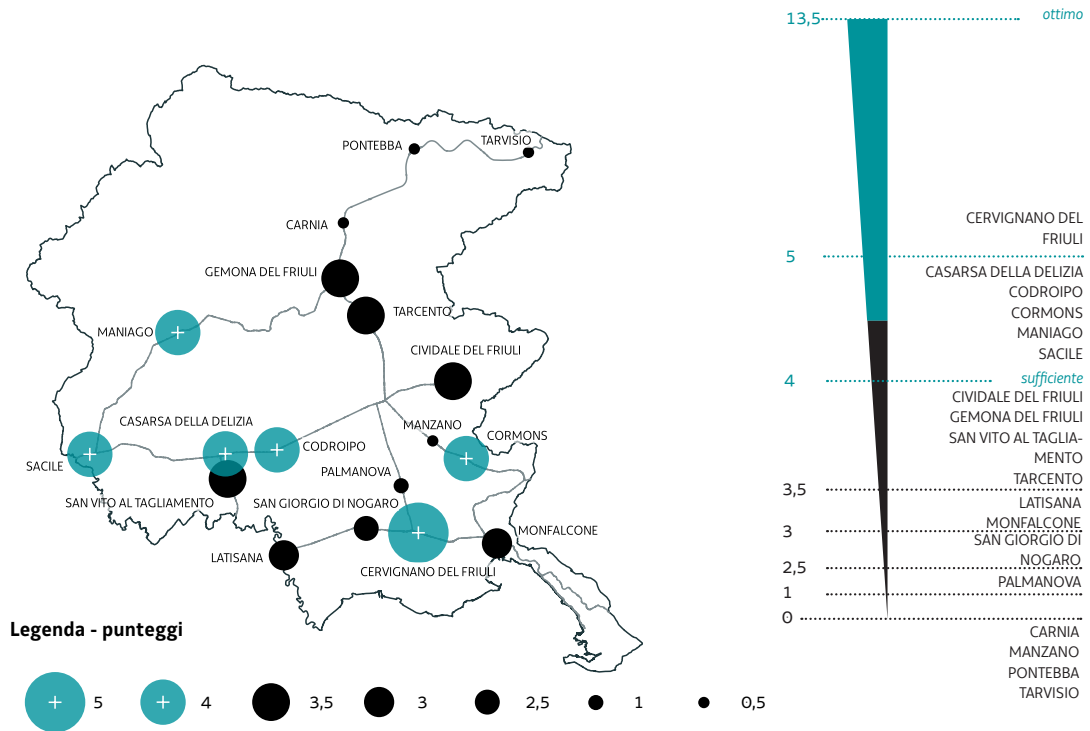 PONTEBBA
TARVISIO
CARNIA
GEMONA DEL FRIULI
TARCENTO
MANIAGO
CIVIDALE DEL FRIULI
CASARSA DELLA DELIZIA
MANZANO
CORMONS
CODROIPO
SACILE
PALMANOVA
SAN VITO AL TAGLIAMENTO
SAN GIORGIO DI NOGARO
MONFALCONE
LATISANA
CERVIGNANO DEL FRIULI
Legenda - punteggi
5
4
3,5
3
2,5
1
0,5
13,5
ottimo
CERVIGNANO DEL
FRIULI
5
CASARSA DELLA DELIZIA
CODROIPO
CORMONS
MANIAGO
SACILE
4
sufficiente
CIVIDALE DEL FRIULI
GEMONA DEL FRIULI
SAN VITO AL TAGLIA-
MENTO
TARCENTO
3,5
LATISANA
MONFALCONE
3
SAN GIORGIO DI
NOGARO
2,5
PALMANOVA
1
0
CARNIA
MANZANO
PONTEBBA
TARVISIO